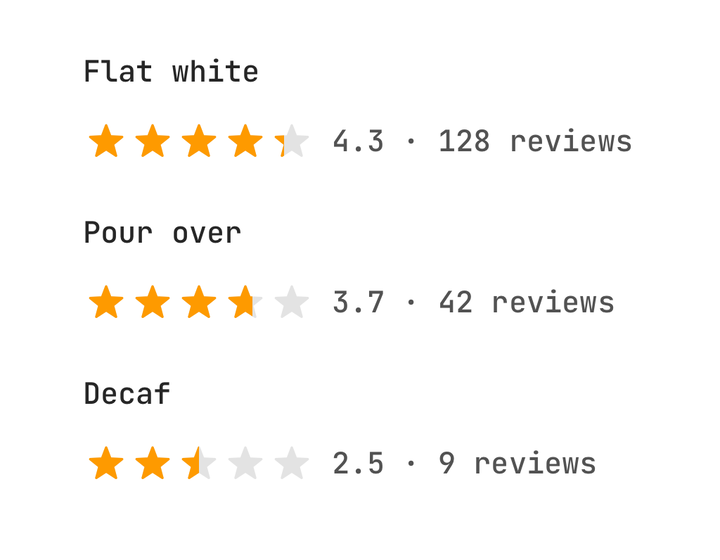 Flat white
4.3 · 128 reviews
Pour over
3.7 · 42 reviews
Decaf
2.5 · 9 reviews